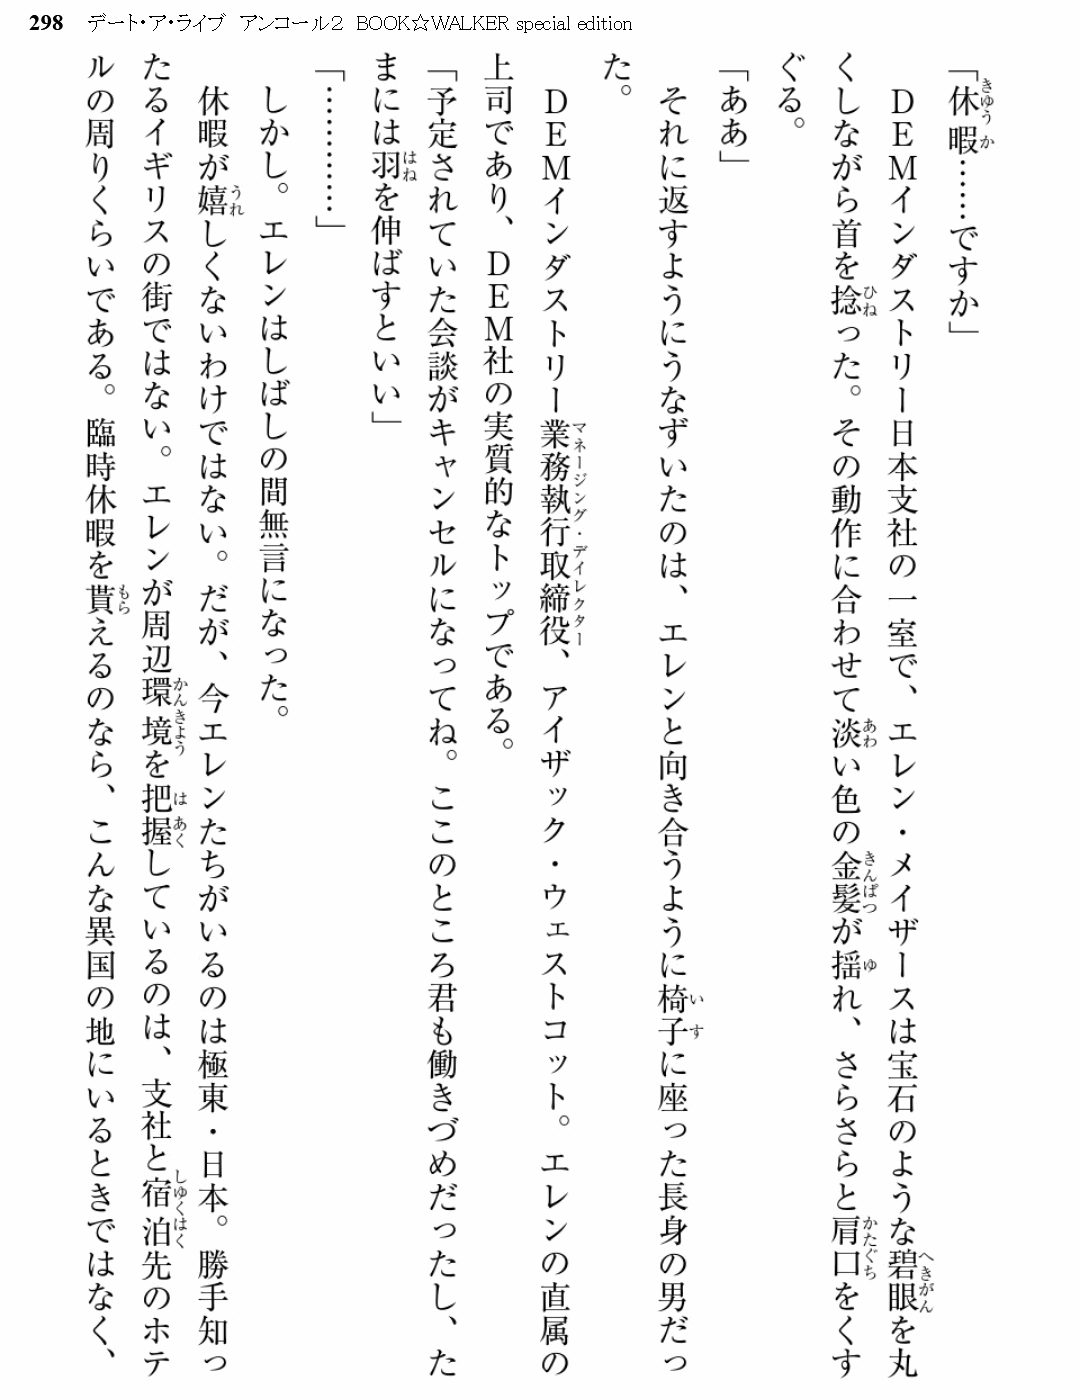 298 デート・ア・ライブ アンコール２ BOOK☆WALKER special edition
「休暇……ですか」
　ＤＥＭインダストリー日本支社の一室で、エレン・メイザースは宝石のような碧眼を丸
くしながら首を捻った。その動作に合わせて淡い色の金髪が揺れ、さらさらと肩口をくす
ぐる。
「ああ」
　それに返すようにうなずいたのは、エレンと向き合うように椅子に座った長身の男だっ
た。
　ＤＥＭインダストリー業務執行取締役、アイザック・ウェストコット。エレンの直属の
上司であり、ＤＥＭ社の実質的なトップである。
「予定されていた会談がキャンセルになってね。ここのところ君も働きづめだったし、た
まには羽を伸ばすといい」
「…………」
　しかし。エレンはしばしの間無言になった。
　休暇が嬉しくないわけではない。だが、今エレンたちがいるのは極東・日本。勝手知っ
たるイギリスの街ではない。エレンが周辺環境を把握しているのは、支社と宿泊先のホテ
ルの周りくらいである。臨時休暇を貰えるのなら、こんな異国の地にいるときではなく、